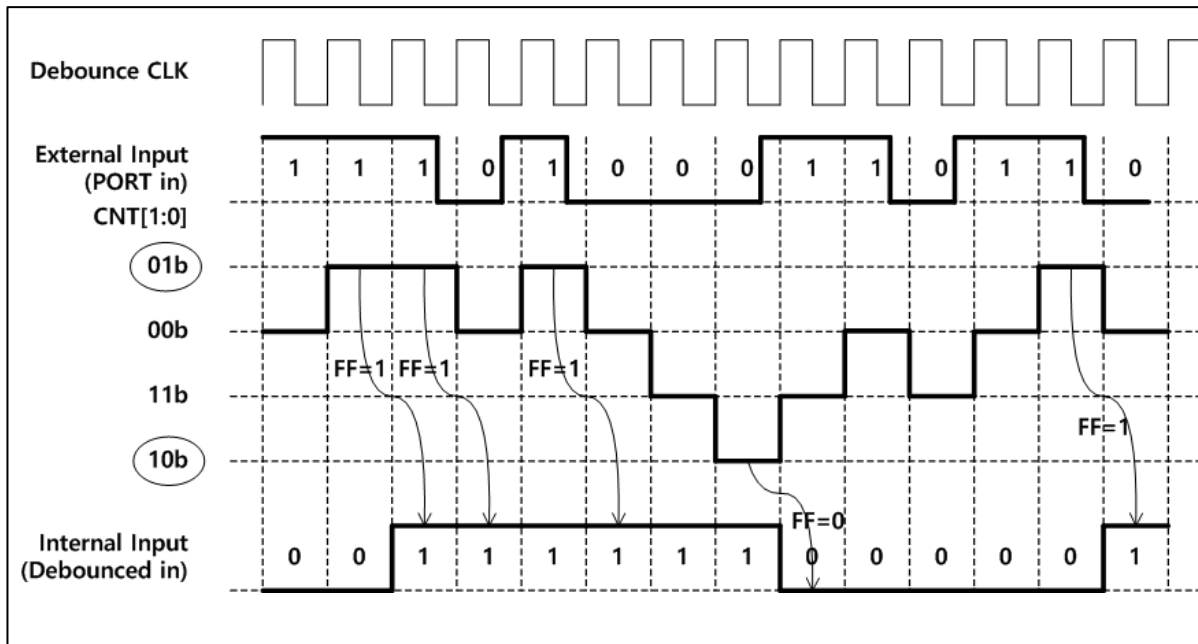 Debounce CLK
External Input
(PORT in)
1 1 1 0 1 0 0 0 1 1 0 1 1 0
CNT[1:0]
01b
00b
FF=1 FF=1 FF=1
11b
FF=1
10b
FF=0
Internal Input
(Debounced in)
0 0 1 1 1 1 1 1 0 0 0 0 0 1